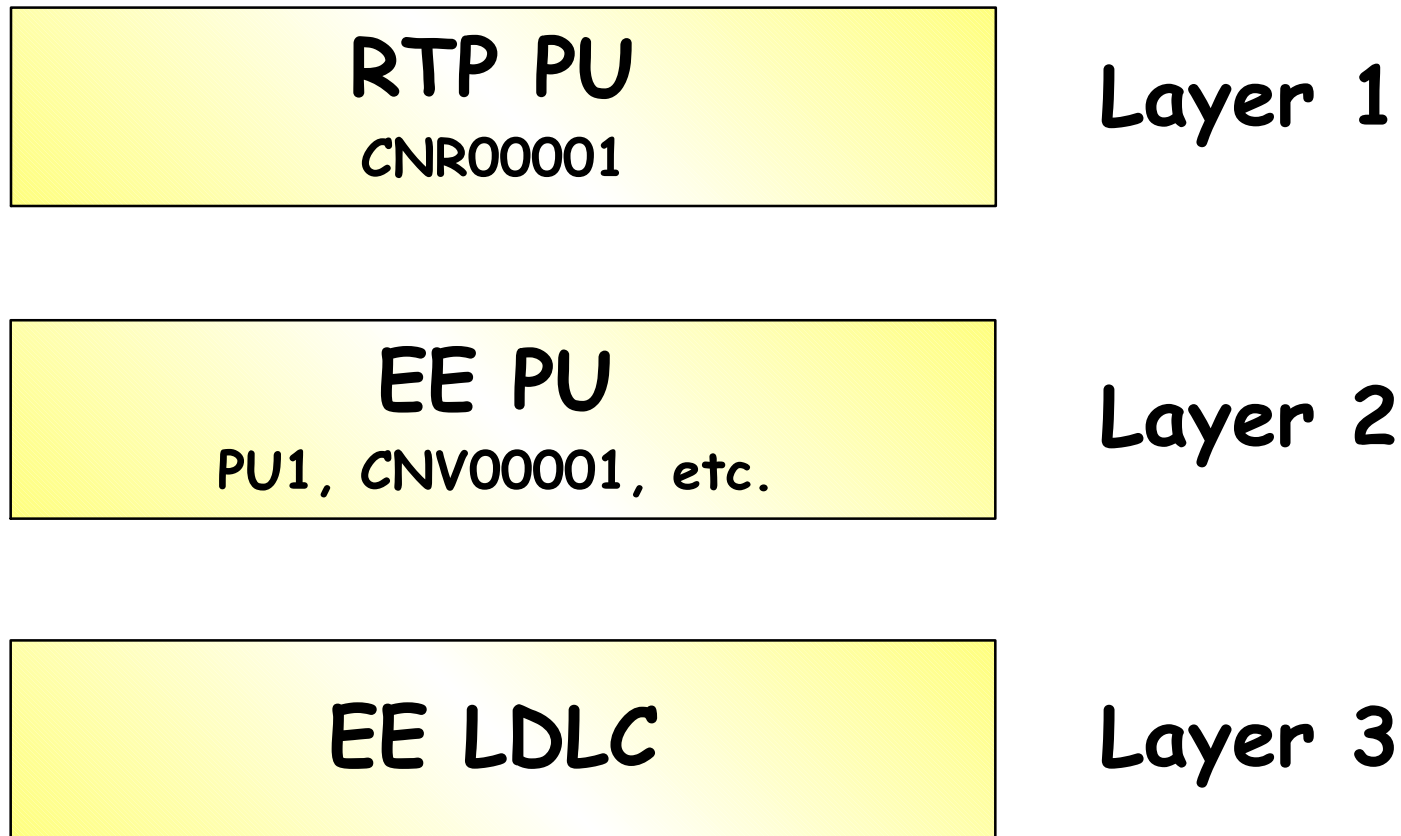 RTP PU
CNR00001
Layer 1
EE PU
PU1, CNV00001, etc.
Layer 2
EE LDLC
Layer 3